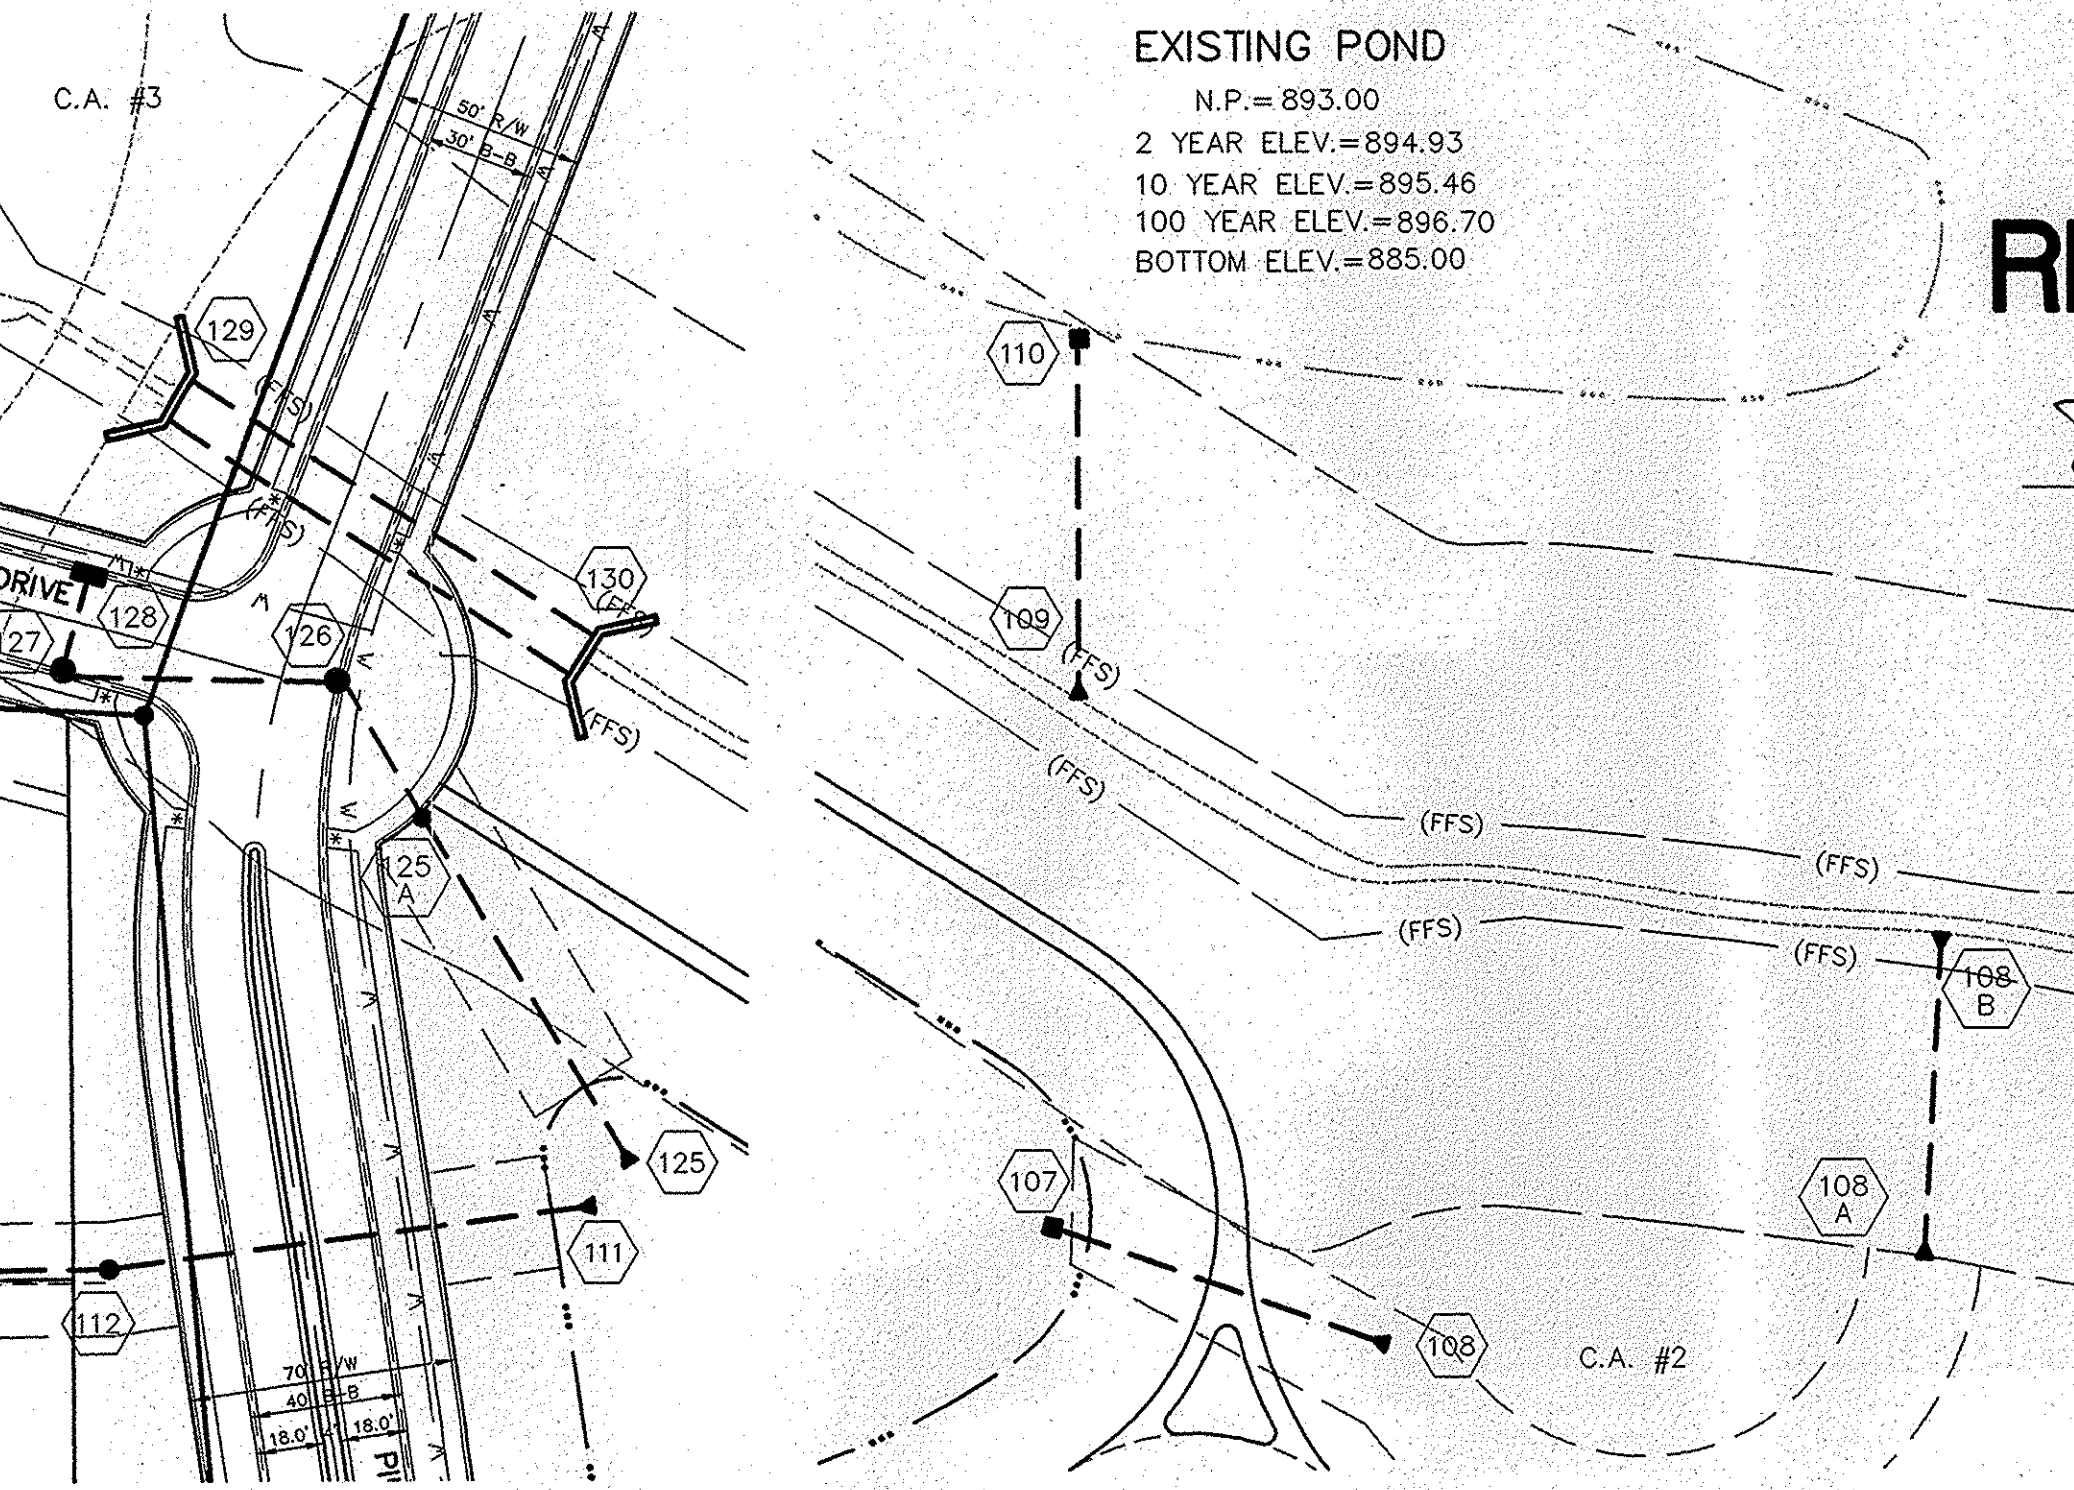 C.A. #3
50' R/W
30' B-B
W
W
W
W
129
(FFS)
(FFS)
*
*
W
*
DRIVE
128
27
126
W
W
*
130
(FFS)
(FFS)
W
*
*
125
A
W
W
125
111
112
W
70' R/W
40' B-B
18.0'
18.0'
W
EXISTING POND
N.P.=893.00
2 YEAR ELEV.=894.93
10 YEAR ELEV.=895.46
100 YEAR ELEV.=896.70
BOTTOM ELEV.=885.00
110
109
(FFS)
(FFS)
(FFS)
(FFS)
(FFS)
(FFS)
108
B
107
108
A
108
C.A. #2